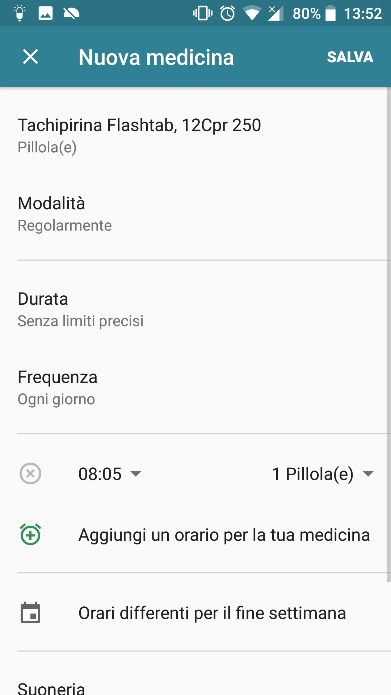 80% 13:52
Nuova medicina SALVA
Tachipirina Flashtab, 12Cpr 250
Pillola(e)
Modalità
Regolarmente
Durata
Senza limiti precisi
Frequenza
Ogni giorno
08:05 1 Pillola(e)
Aggiungi un orario per la tua medicina
Orari differenti per il fine settimana
Suoneria